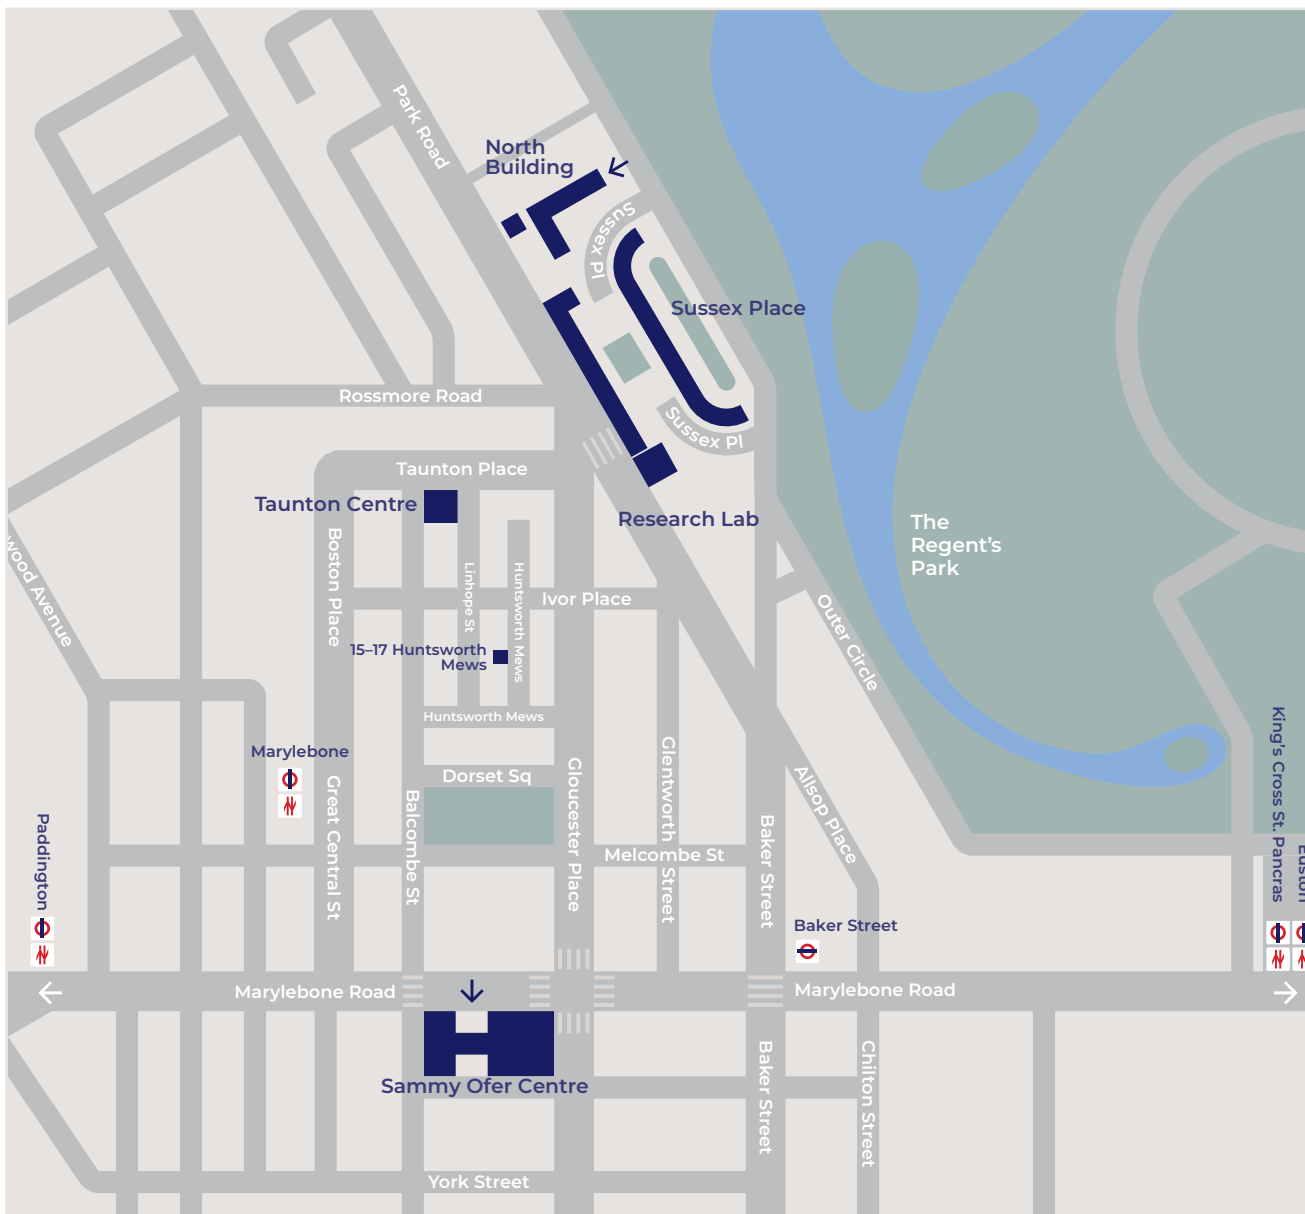 Park Road
North
Building
Sussex Pl
Sussex Place
Rossmore Road
Sussex Pl
Taunton Place
Taunton Centre
Research Lab
The
Regent's
Park
wood Avenue
Boston Place
Linhope St
Huntsworth Mews
Ivor Place
Outer Circle
15–17 Huntsworth
Mews
Huntsworth Mews
Marylebone
Dorset Sq
Great Central St
Balcombe St
Gloucester Place
Glentworth Street
Baker Street
Allsop Place
King's Cross St. Pancras
Euston
Paddington
Melcombe St
Baker Street
Marylebone Road
Marylebone Road
Sammy Ofer Centre
Baker Street
Chilton Street
York Street